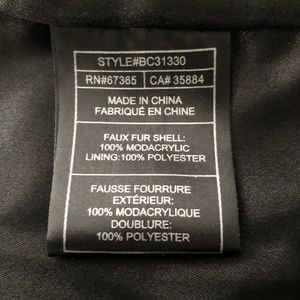 STYLE#BC31330
RN#67365 CA# 35884
MADE IN CHINA
FABRIQUÉ EN CHINE
FAUX FUR SHELL:
100% MODACRYLIC
LINING:100% POLYESTER
FAUSSE FOURRURE
EXTÉRIEUR:
100% MODACRYLIQUE
DOUBLURE:
100% POLYESTER